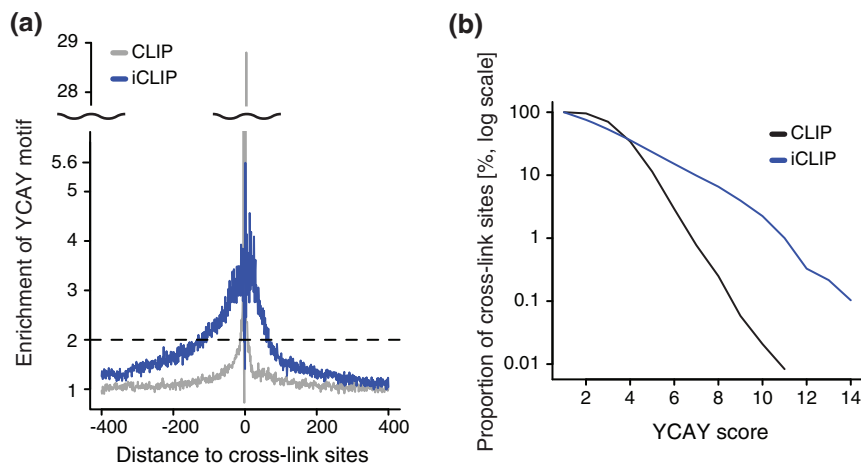 (a)
Enrichment of YCAY motif
29
28
5.6
5
4
3
2
1
CLIP
iCLIP
-400 -200 0 200 400
Distance to cross-link sites
(b)
Proportion of cross-link sites [%, log scale]
100
10
1
0.1
0.01
CLIP
iCLIP
2 4 6 8 10 12 14
YCAY score